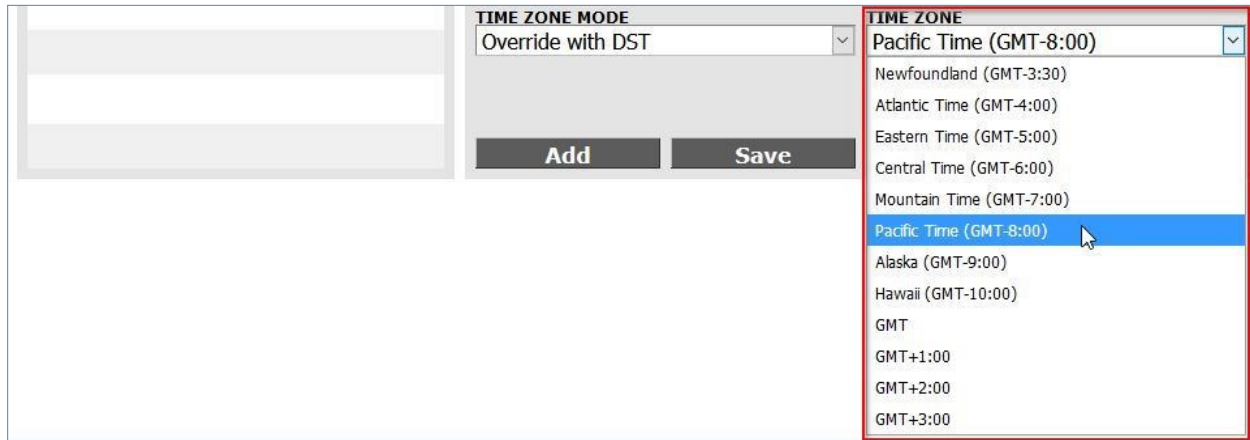 TIME ZONE MODE
Override with DST
Add
Save
TIME ZONE
Pacific Time (GMT-8:00)
Newfoundland (GMT-3:30)
Atlantic Time (GMT-4:00)
Eastern Time (GMT-5:00)
Central Time (GMT-6:00)
Mountain Time (GMT-7:00)
Pacific Time (GMT-8:00)
Alaska (GMT-9:00)
Hawaii (GMT-10:00)
GMT
GMT+1:00
GMT+2:00
GMT+3:00